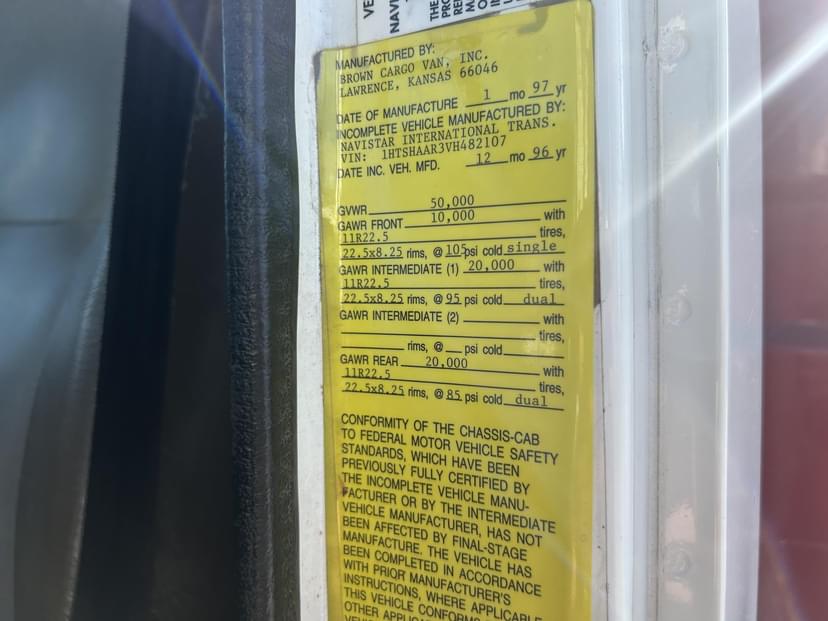 MANUFACTURED BY:
BROWN CARGO VAN, INC.
LAWRENCE, KANSAS 66046
DATE OF MANUFACTURE 1 mo 97 yr
INCOMPLETE VEHICLE MANUFACTURED BY:
NAVISTAR INTERNATIONAL TRANS.
VIN: 1HTSHAAR3VH482107
DATE INC. VEH. MFD. 12 mo 96 yr
GVWR 50,000
GAWR FRONT 10,000 with
11R22.5 tires,
22.5x8.25 rims, @ 105 psi cold single
GAWR INTERMEDIATE (1) 20,000 with
11R22.5 tires,
22.5x8.25 rims, @ 95 psi cold dual
GAWR INTERMEDIATE (2) with
tires,
rims, @ psi cold
GAWR REAR 20,000 with
11R22.5 tires,
22.5x8.25 rims, @ 85 psi cold dual
CONFORMITY OF THE CHASSIS-CAB
TO FEDERAL MOTOR VEHICLE SAFETY
STANDARDS, WHICH HAVE BEEN
PREVIOUSLY FULLY CERTIFIED BY
THE INCOMPLETE VEHICLE MANU-
FACTURER OR BY THE INTERMEDIATE
VEHICLE MANUFACTURER, HAS NOT
BEEN AFFECTED BY FINAL-STAGE
MANUFACTURE. THE VEHICLE HAS
BEEN COMPLETED IN ACCORDANCE
WITH PRIOR MANUFACTURER'S
INSTRUCTIONS, WHERE APPLICABLE
THIS VEHICLE CONFORMS
OTHER